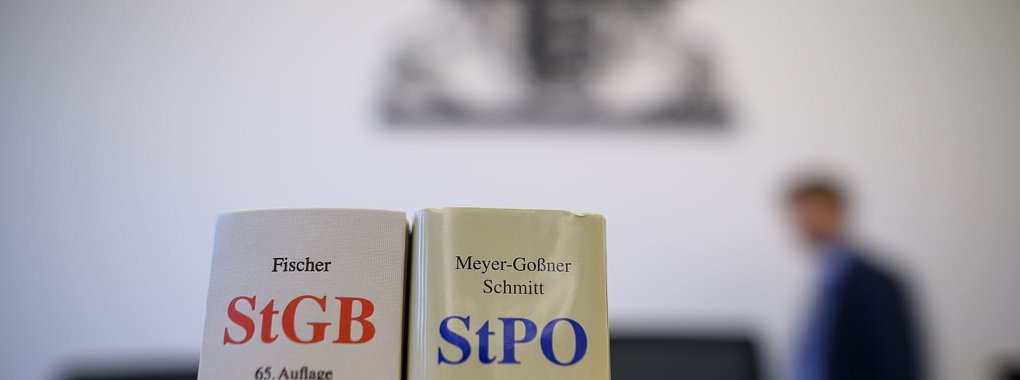 Fischer
StGB
65. Auflage
Meyer-Goßner
Schmitt
StPO